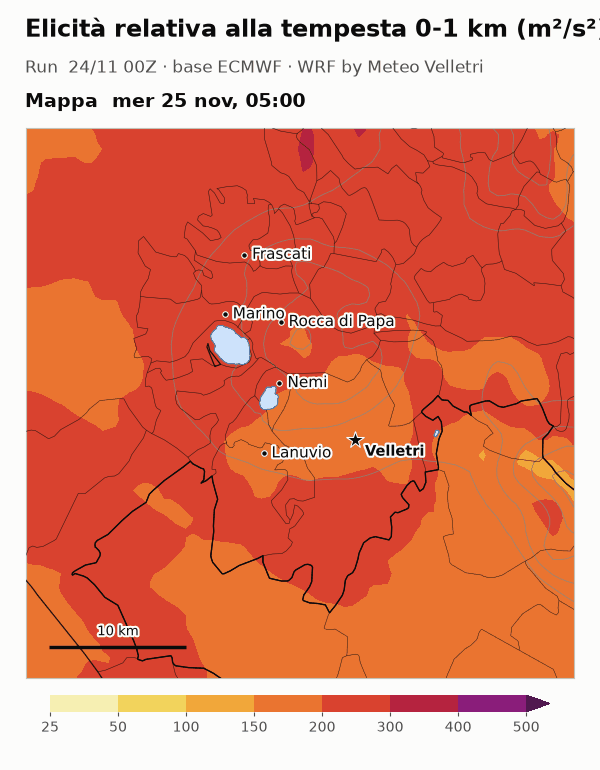 Elicità relativa alla tempesta 0-1 km (m²/s²)
Run  24/11 00Z · base ECMWF · WRF by Meteo Velletri
Mappa  mer 25 nov, 05:00
Frascati
Marino
Rocca di Papa
Nemi
Velletri
Lanuvio
10 km
25 50 100 150 200 300 400 500